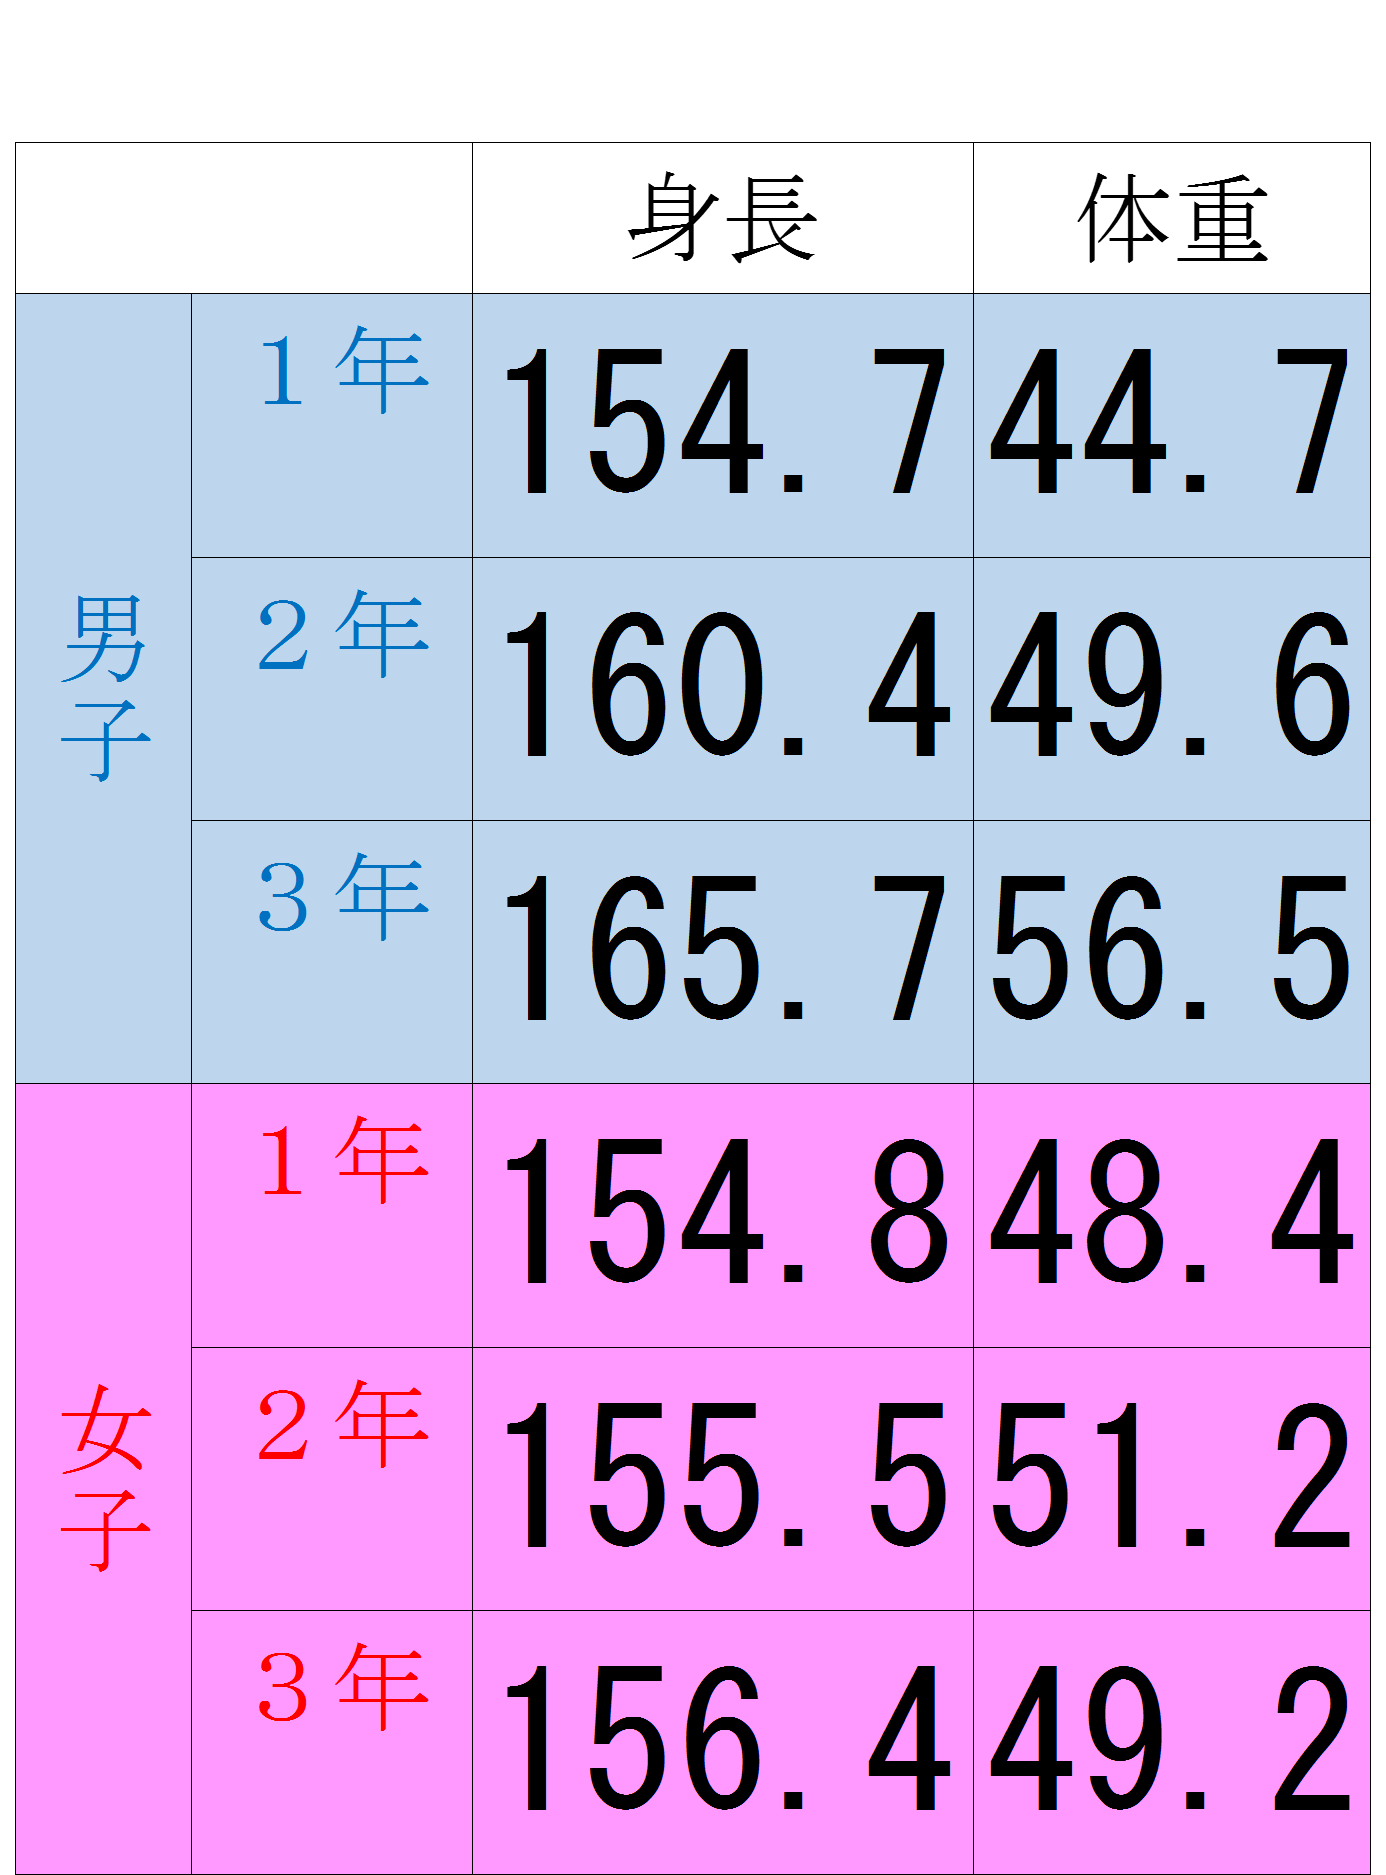 身長 体重
男子
１年 154.7 44.7
２年 160.4 49.6
３年 165.7 56.5
女子
１年 154.8 48.4
２年 155.5 51.2
３年 156.4 49.2